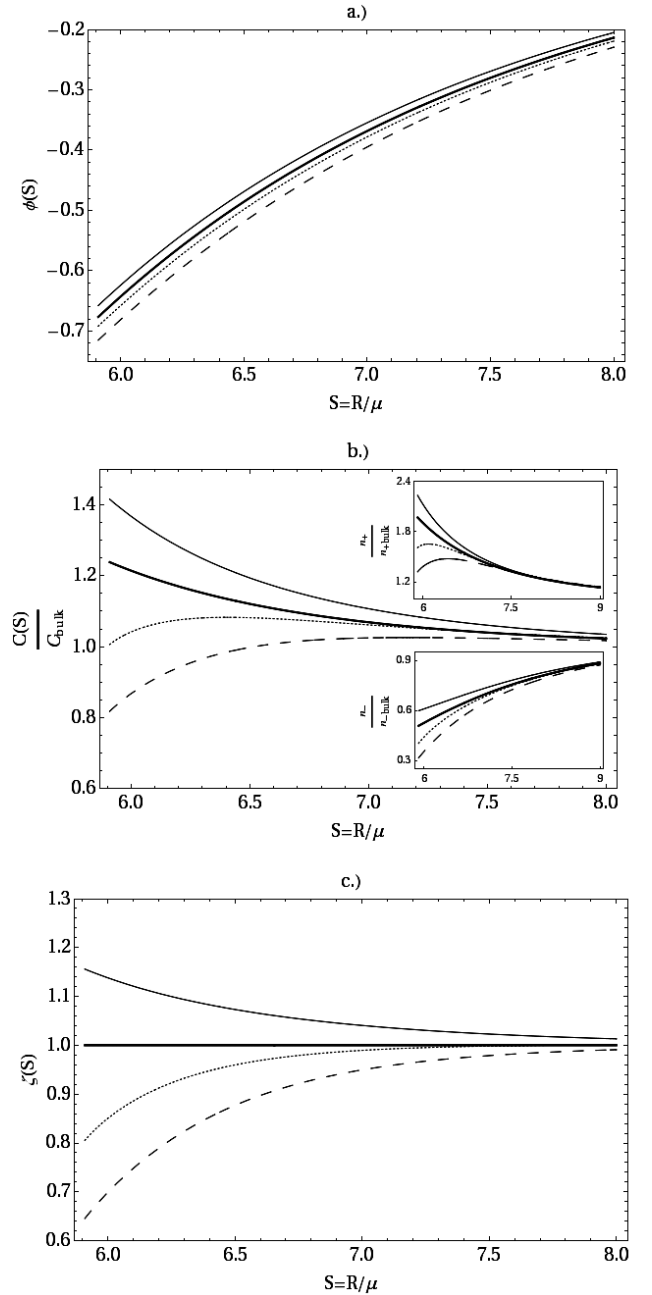 a.)
−0.2
−0.3
−0.4
−0.5
−0.6
−0.7
ϕ(S)
6.0 6.5 7.0 7.5 8.0
S=R/μ
b.)
1.4
1.2
1.0
0.8
0.6
C(S)
C_bulk
2.4
1.8
1.2
n_+
n_+bulk
6 7.5 9
0.9
0.6
0.3
n_−
n_−bulk
6 7.5 9
6.0 6.5 7.0 7.5 8.0
S=R/μ
c.)
1.3
1.2
1.1
1.0
0.9
0.8
0.7
0.6
ζ(S)
6.0 6.5 7.0 7.5 8.0
S=R/μ